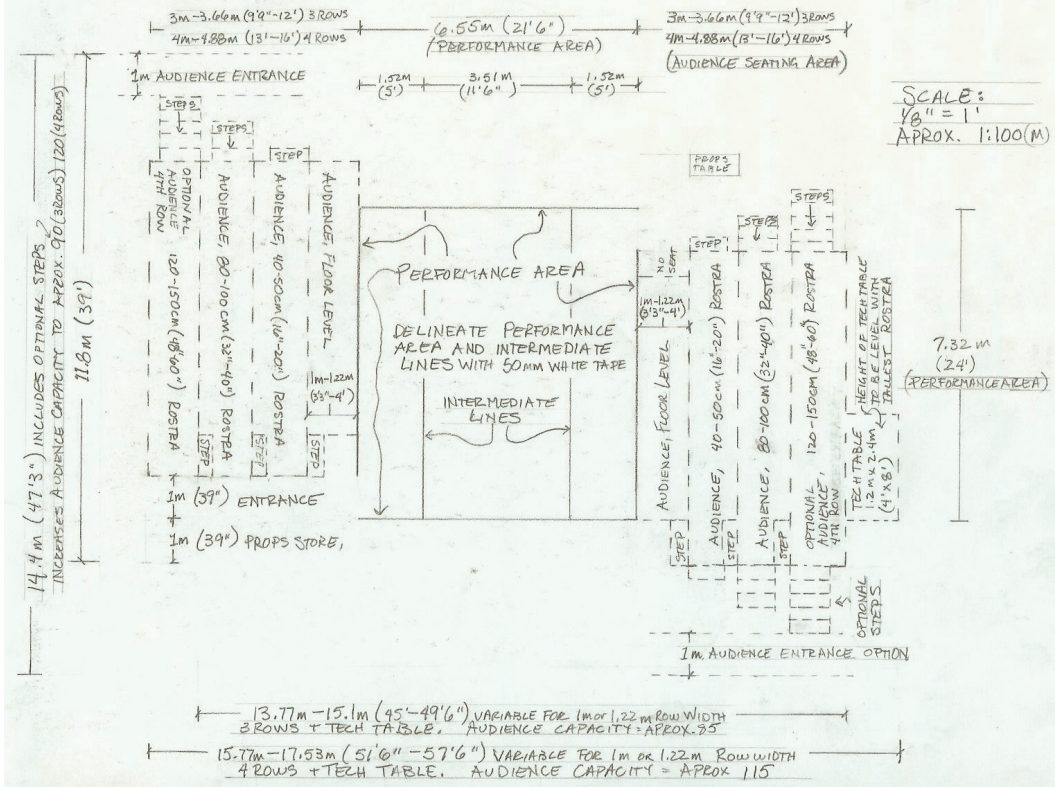 3m-3.66m (9'9"-12') 3 ROWS
4m-4.88m (13'-16') 4 ROWS
6.55m (21'6")
(PERFORMANCE AREA)
3m-3.66m (9'9"-12') 3 ROWS
4m-4.88m (13'-16') 4 ROWS
(AUDIENCE SEATING AREA)
1m AUDIENCE ENTRANCE
1.52m
(5')
3.51m
(11'6")
1.52m
(5')
SCALE:
1/8" = 1'
APROX. 1:100 (M)
STEPS
STEPS
STEP
PROPS
TABLE
STEPS
STEPS
STEP
OPTIONAL
AUDIENCE
4TH ROW
120-150cm (48"-60") ROSTRA
AUDIENCE, 80-100cm (32"-40") ROSTRA
AUDIENCE, 40-50cm (16"-20") ROSTRA
AUDIENCE, FLOOR LEVEL
1m-1.22m
(3'3"-4')
STEP
STEP
STEP
PERFORMANCE AREA
DELINEATE PERFORMANCE
AREA AND INTERMEDIATE
LINES WITH 50mm WHITE TAPE
INTERMEDIATE
LINES
NO
SEAT
1m-1.22m
(3'3"-4')
AUDIENCE, FLOOR LEVEL
AUDIENCE, 40-50cm (16"-20") ROSTRA
AUDIENCE, 80-100cm (32"-40") ROSTRA
OPTIONAL
AUDIENCE,
4TH ROW
120-150cm (48"-60") ROSTRA
HEIGHT OF TECH TABLE
TO BE LEVEL WITH
TALLEST ROSTRA
TECH TABLE
1.2m x 2.4m
(4'x8')
7.32m
(24')
(PERFORMANCE AREA)
STEP
STEP
STEP
OPTIONAL
STEPS
1m AUDIENCE ENTRANCE OPTION
1m (39") ENTRANCE
1m (39") PROPS STORE,
11.8m (39')
14.4m (47'3") INCLUDES OPTIONAL STEPS,
INCREASES AUDIENCE CAPACITY TO APROX. 90 (3 ROWS) 120 (4 ROWS)
13.77m-15.1m (45'-49'6") VARIABLE FOR 1m or 1.22m ROW WIDTH
3 ROWS + TECH TABLE. AUDIENCE CAPACITY = APROX. 85
15.77m-17.53m (51'6"-57'6") VARIABLE FOR 1m OR 1.22m ROW WIDTH
4 ROWS + TECH TABLE. AUDIENCE CAPACITY = APROX 115